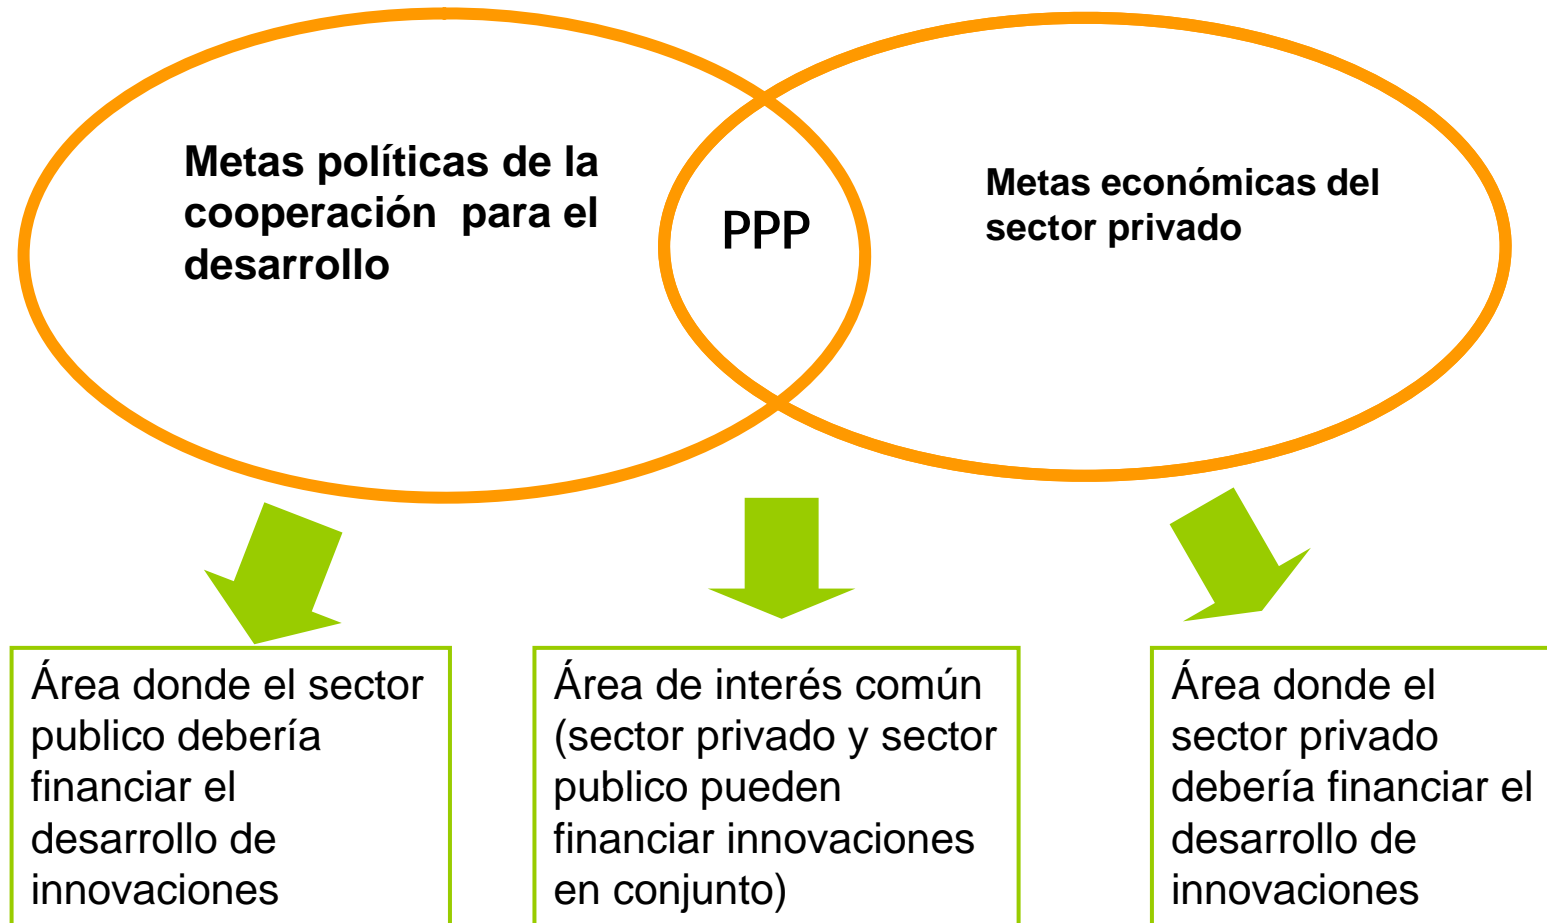 Metas políticas de la
cooperación para el
desarrollo
PPP
Metas económicas del
sector privado
Área donde el sector
publico debería
financiar el
desarrollo de
innovaciones
Área de interés común
(sector privado y sector
publico pueden
financiar innovaciones
en conjunto)
Área donde el
sector privado
debería financiar el
desarrollo de
innovaciones